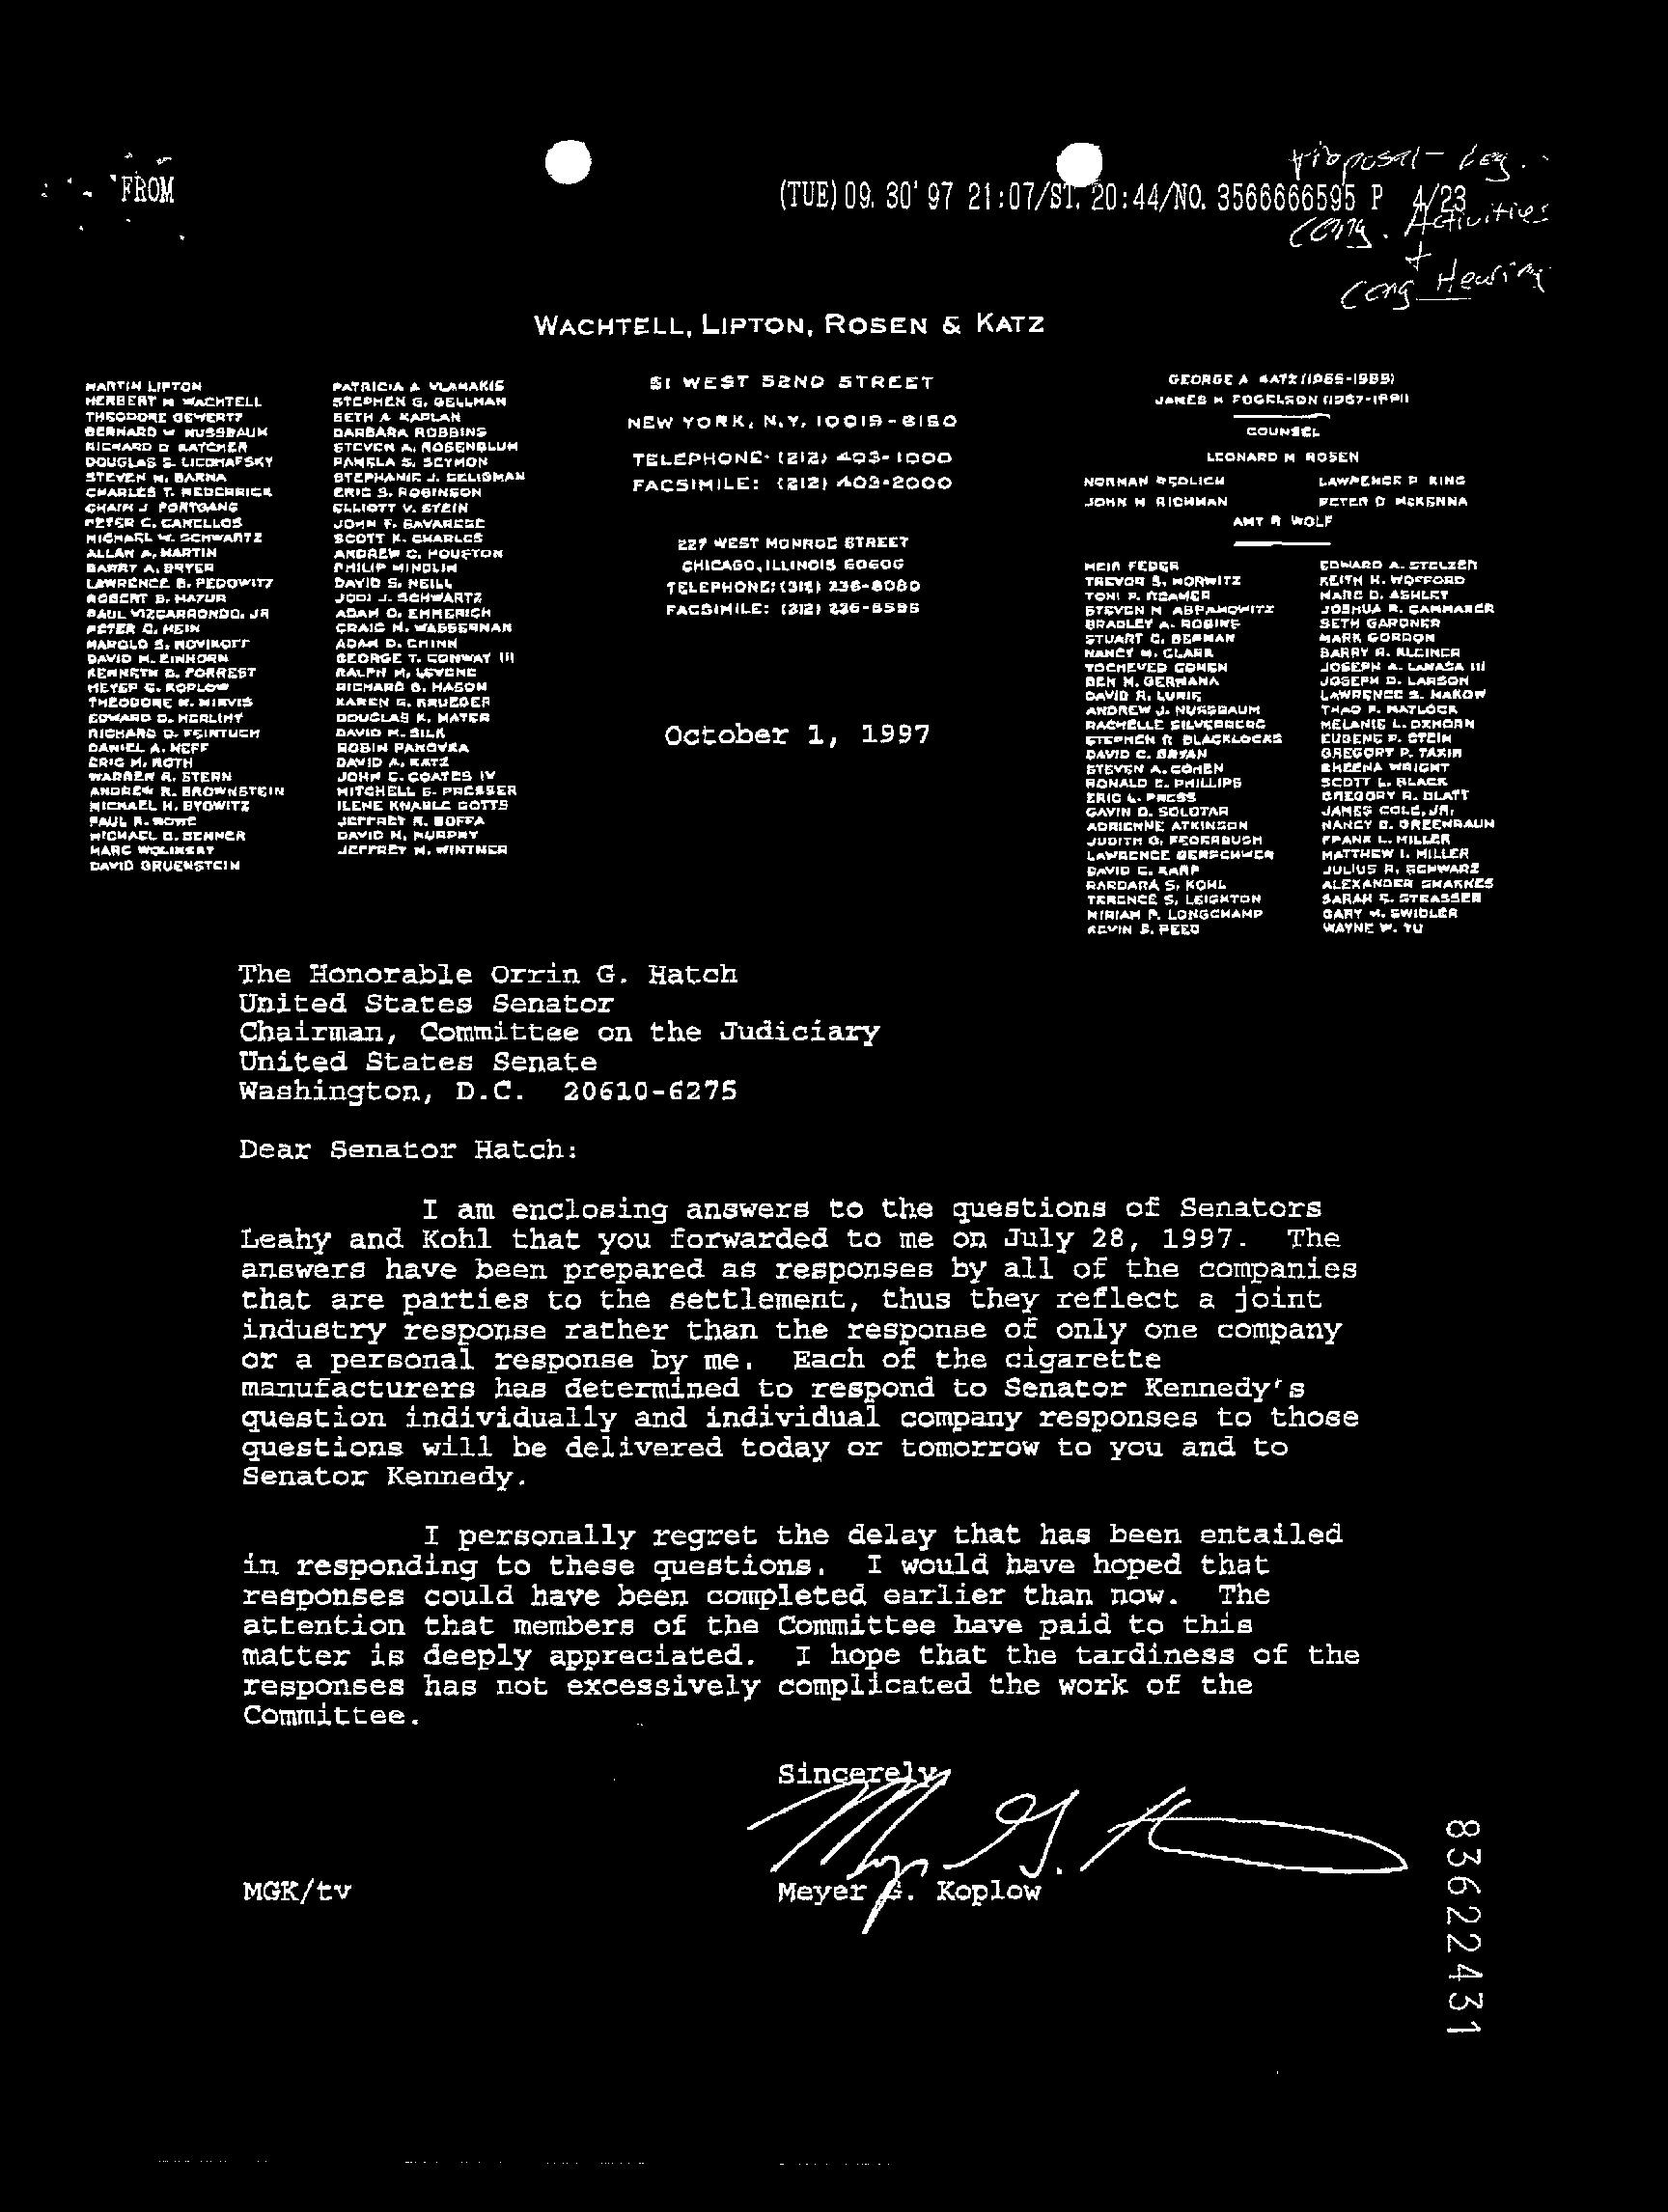 FROM
(TUE) 09. 30' 97 21:07/ST. 20:44/NO. 3566666595 P 4/23
proposal - Leg.
Cong. Activities
+
Cong Hearing
WACHTELL, LIPTON, ROSEN & KATZ
MARTIN LIPTON
HERBERT M WACHTELL
THEODORE GEWERTZ
BERNARD W NUSSBAUM
RICHARD D KATCHER
DOUGLAS S. LICOHAFSKY
STEVEN M. BARNA
CHARLES T. NEDERRICK
CHAIM J FORTGANG
PETER C. CANELLOS
MICHAEL W. SCHWARTZ
ALLAN A. MARTIN
BARRY A. BRYER
LAWRENCE B. PEDOWITZ
ROBERT B. MAZUR
PAUL VIZCARRONDO, JR
PETER C. HEIN
HAROLD S. NOVIKOFF
DAVID M. EINHORN
KENNETH B. FORREST
MEYER G. KOPLOW
THEODORE N. MIRVIS
EDWARD D. HERLIHY
RICHARD D. FEINTUCH
DANIEL A. NEFF
ERIC M. ROTH
WARREN R. STERN
ANDREW R. BROWNSTEIN
MICHAEL H. BYOWITZ
PAUL K. ROWE
MICHAEL B. BENNER
MARC WOLINSKY
DAVID GRUENSTEIN
PATRICIA A VLAHAKIS
STEPHEN G. GELLMAN
BETH A KAPLAN
BARBARA ROBBINS
STEVEN A. ROSENBLUM
PAMELA S. SEYMON
STEPHANIE J. SELIGMAN
ERIC S. ROBINSON
ELLIOTT V. STEIN
JOHN F. SAVARESE
SCOTT K. CHARLES
ANDREW C. HOUSTON
PHILIP MINDLIN
DAVID S. NEILL
JODI J. SCHWARTZ
ADAM O. EMMERICH
CRAIG M. WASSERMAN
ADAM D. CHINN
GEORGE T. CONWAY III
RALPH M. LEVENE
RICHARD G. MASON
KAREN G. KRUEGER
DOUGLAS K. MAYER
DAVID M. SILK
ROBIN PANOVKA
DAVID A. KATZ
JOHN C. COATES IV
MITCHELL S. PRESSER
ILENE KNABLE GOTTS
JEFFREY R. BOFFA
DAVID M. MURPHY
JEFFREY M. WINTNER
51 WEST 52ND STREET
NEW YORK, N.Y. 10019-6150
TELEPHONE: (212) 403-1000
FACSIMILE: (212) 403-2000
227 WEST MONROE STREET
CHICAGO, ILLINOIS 60606
TELEPHONE: (312) 236-8080
FACSIMILE: (312) 236-8585
October 1, 1997
GEORGE A KATZ (1965-1989)
JAMES H FOGELSON (1967-1991)
COUNSEL
LEONARD M ROSEN
NORMAN REDLICH LAWRENCE P KING
JOHN H RICHMAN PETER D McKENNA
AMY R WOLF
MEIR FEDER
TREVOR S. NORWITZ
TONI P. ROAMER
STEVEN N ABRAMOWITZ
BRADLEY A. ROBINS
STUART C. BERMAN
NANCY M. CLARK
YOCHEVED COHEN
BEN M. GERMANA
DAVID R. LURIE
ANDREW J. NUSSBAUM
RACHELLE SILVERBERG
STEPHEN R BLACKLOCKS
DAVID C. BRYAN
STEVEN A. COHEN
RONALD C. PHILLIPS
ERIC L. PRESS
GAVIN D. SOLOTAR
ADRIENNE ATKINSON
JUDITH G. FEDERBUSH
LAWRENCE GERSCHWER
DAVID C. KARP
BARBARA S. KOHL
TERENCE S. LEIGHTON
MIRIAM P. LONGCHAMP
KEVIN S. REED
EDWARD A. STELZER
KEITH H. WOFFORD
MARC D. ASHLEY
JOSHUA R. CAMMAKER
SETH GARDNER
MARK GORDON
BARRY R. KLEINER
JOSEPH A. LAMASA III
JOSEPH D. LARSON
LAWRENCE S. MAKOW
THAD P. MATLOCK
MELANIE L. OXHORN
EUGENE P. STEIN
GREGORY P. TAXIN
SHEENA WRIGHT
SCOTT L. BLACK
GREGORY R. BLATT
JAMES COLE, JR.
NANCY B. GREENBAUM
FRANK L. MILLER
MATTHEW I. MILLER
JULIUS R. SCHWARZ
ALEXANDER SHAKNES
SARAH S. STRASSER
GARY M. SWIDLER
WAYNE W. YU
The Honorable Orrin G. Hatch
United States Senator
Chairman, Committee on the Judiciary
United States Senate
Washington, D.C. 20610-6275
Dear Senator Hatch:
I am enclosing answers to the questions of Senators
Leahy and Kohl that you forwarded to me on July 28, 1997. The
answers have been prepared as responses by all of the companies
that are parties to the settlement, thus they reflect a joint
industry response rather than the response of only one company
or a personal response by me. Each of the cigarette
manufacturers has determined to respond to Senator Kennedy's
question individually and individual company responses to those
questions will be delivered today or tomorrow to you and to
Senator Kennedy.
I personally regret the delay that has been entailed
in responding to these questions. I would have hoped that
responses could have been completed earlier than now. The
attention that members of the Committee have paid to this
matter is deeply appreciated. I hope that the tardiness of the
responses has not excessively complicated the work of the
Committee.
Sincerely,
MGK/tv
Meyer G. Koplow
83622431